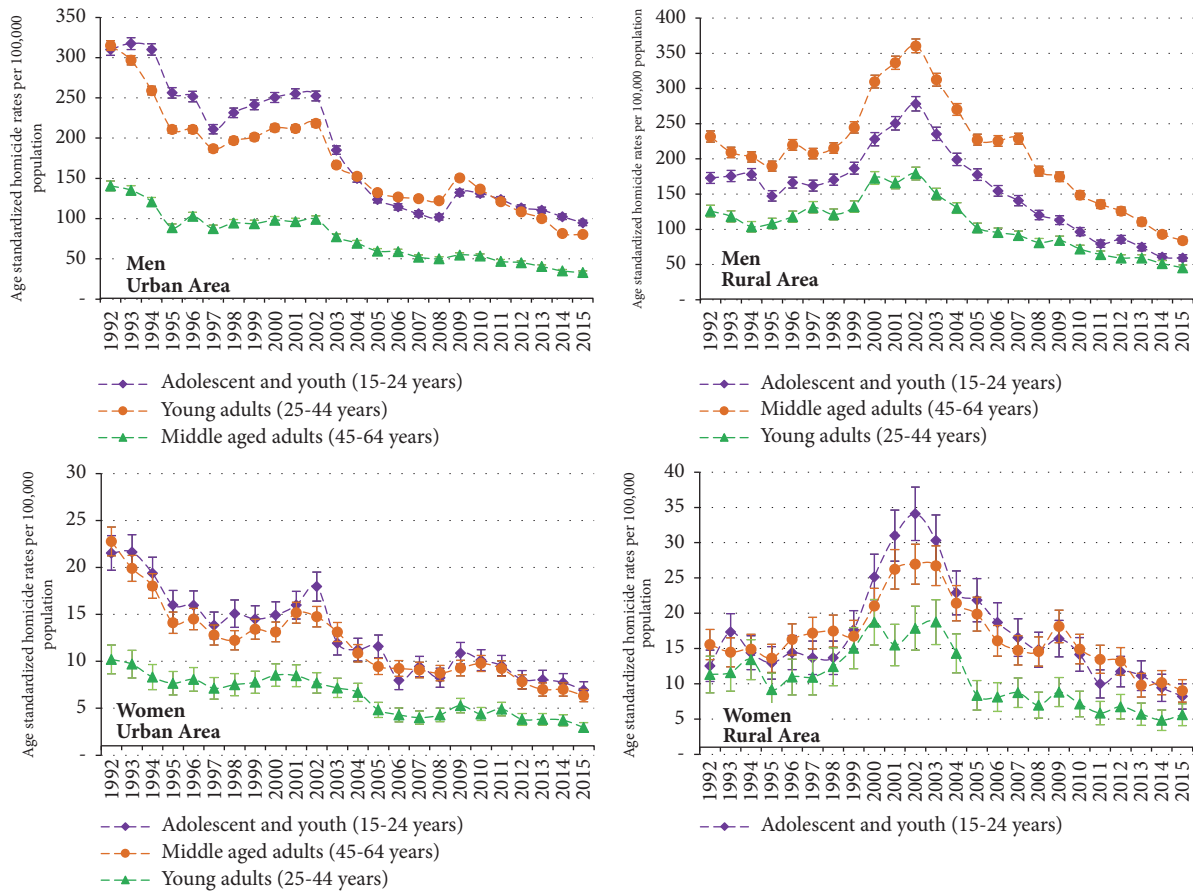 Age standardized homicide rates per 100,000
population
350
300
250
200
150
100
50
-
Men
Urban Area
1992 1993 1994 1995 1996 1997 1998 1999 2000 2001 2002 2003 2004 2005 2006 2007 2008 2009 2010 2011 2012 2013 2014 2015
Adolescent and youth (15-24 years)
Young adults (25-44 years)
Middle aged adults (45-64 years)
Age standardized homicide rates per 100,000 population
400
350
300
250
200
150
100
50
-
Men
Rural Area
1992 1993 1994 1995 1996 1997 1998 1999 2000 2001 2002 2003 2004 2005 2006 2007 2008 2009 2010 2011 2012 2013 2014 2015
Adolescent and youth (15-24 years)
Middle aged adults (45-64 years)
Young adults (25-44 years)
Age standardized homicide rates per 100,000
population
30
25
20
15
10
5
-
Women
Urban Area
1992 1993 1994 1995 1996 1997 1998 1999 2000 2001 2002 2003 2004 2005 2006 2007 2008 2009 2010 2011 2012 2013 2014 2015
Adolescent and youth (15-24 years)
Middle aged adults (45-64 years)
Young adults (25-44 years)
Age standardized homicide rates per 100,000
population
40
35
30
25
20
15
10
5
-
Women
Rural Area
1992 1993 1994 1995 1996 1997 1998 1999 2000 2001 2002 2003 2004 2005 2006 2007 2008 2009 2010 2011 2012 2013 2014 2015
Adolescent and youth (15-24 years)